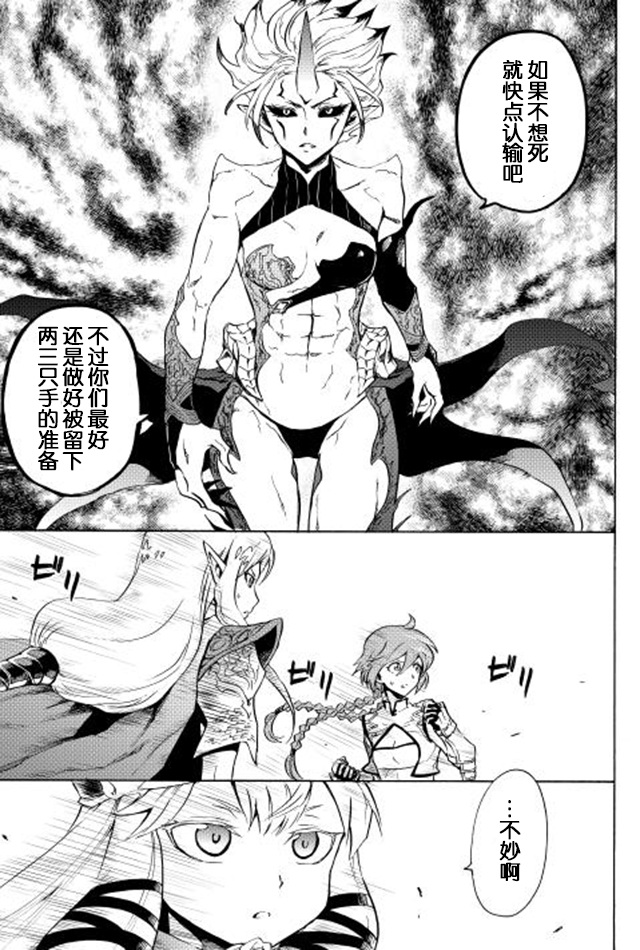 如果不想死
就快点认输吧
不过你们最好
还是做好被留下
两三只手的准备
ビリ
ビリ
ビリ
…不妙啊